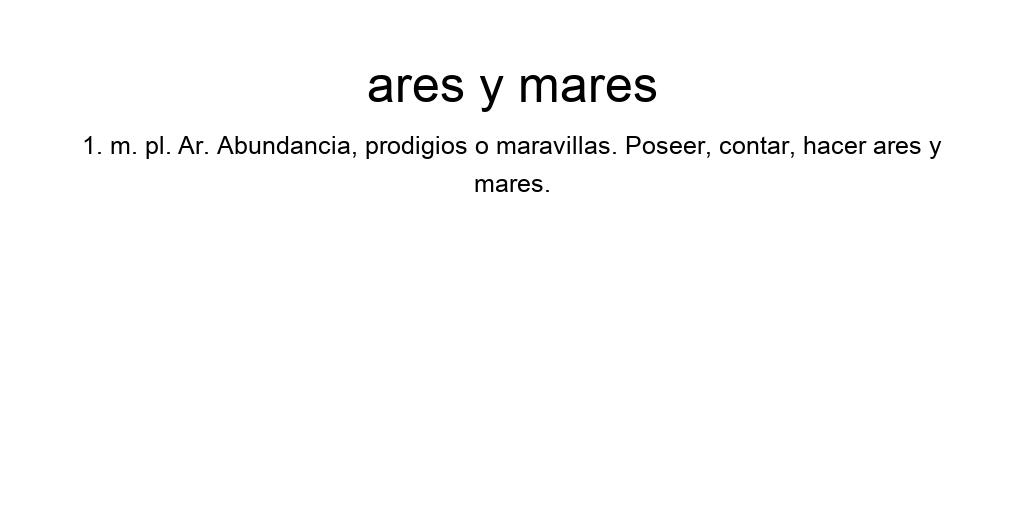 ares y mares
1. m. pl. Ar. Abundancia, prodigios o maravillas. Poseer, contar, hacer ares y
mares.